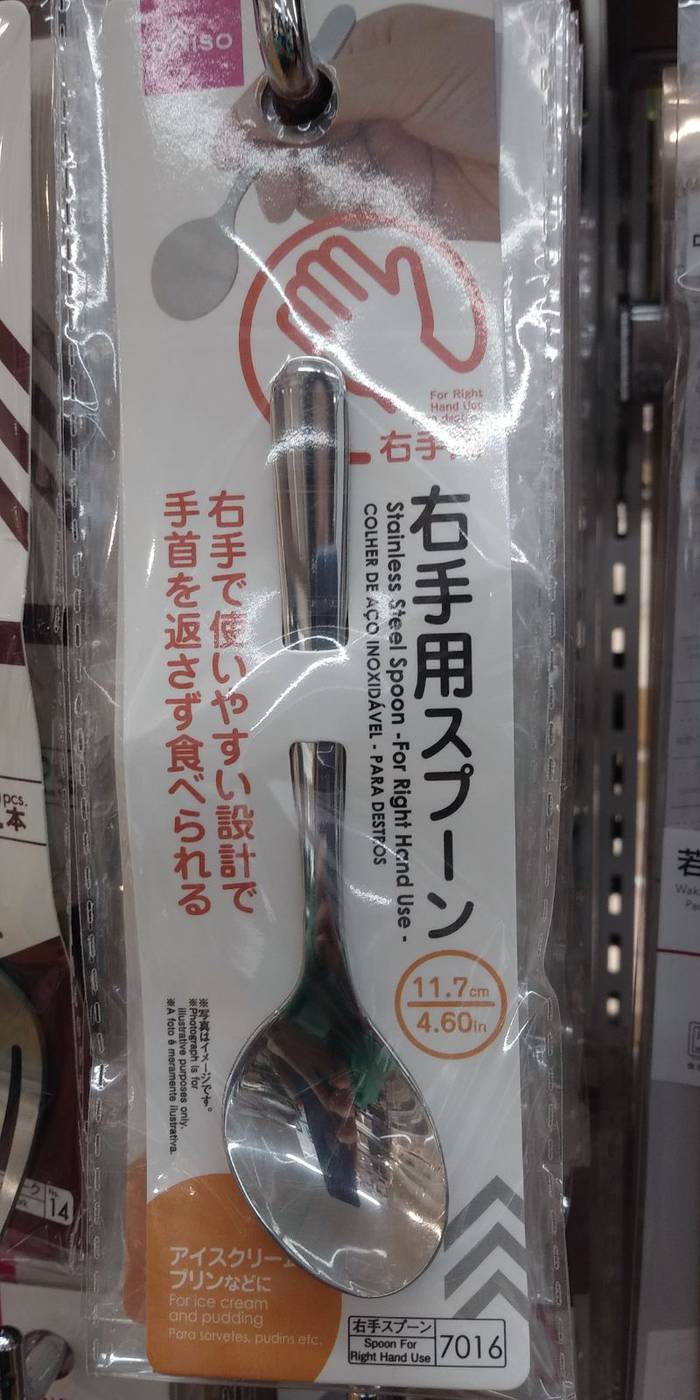 DAISO
For Right
Hand Use
右手用
右手用スプーン
Stainless Steel Spoon -For Right Hand Use -
COLHER DE AÇO INOXIDÁVEL - PARA DESTROS
右手で使いやすい設計で
手首を返さず食べられる
11.7cm
4.60in
※写真はイメージです。
※Photograph is for
illustrative purposes only.
※A foto é meramente ilustrativa.
アイスクリーム
プリンなどに
For ice cream
and pudding
Para sorvetes, pudins etc.
右手スプーン
Spoon For
Right Hand Use
7016
pcs.
本
No.
14
若